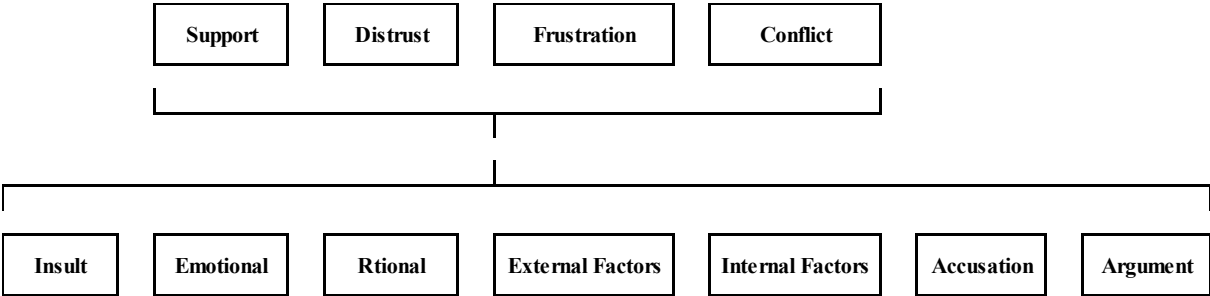 Support Distrust Frustration Conflict
Insult Emotional Rtional External Factors Internal Factors Accusation Argument